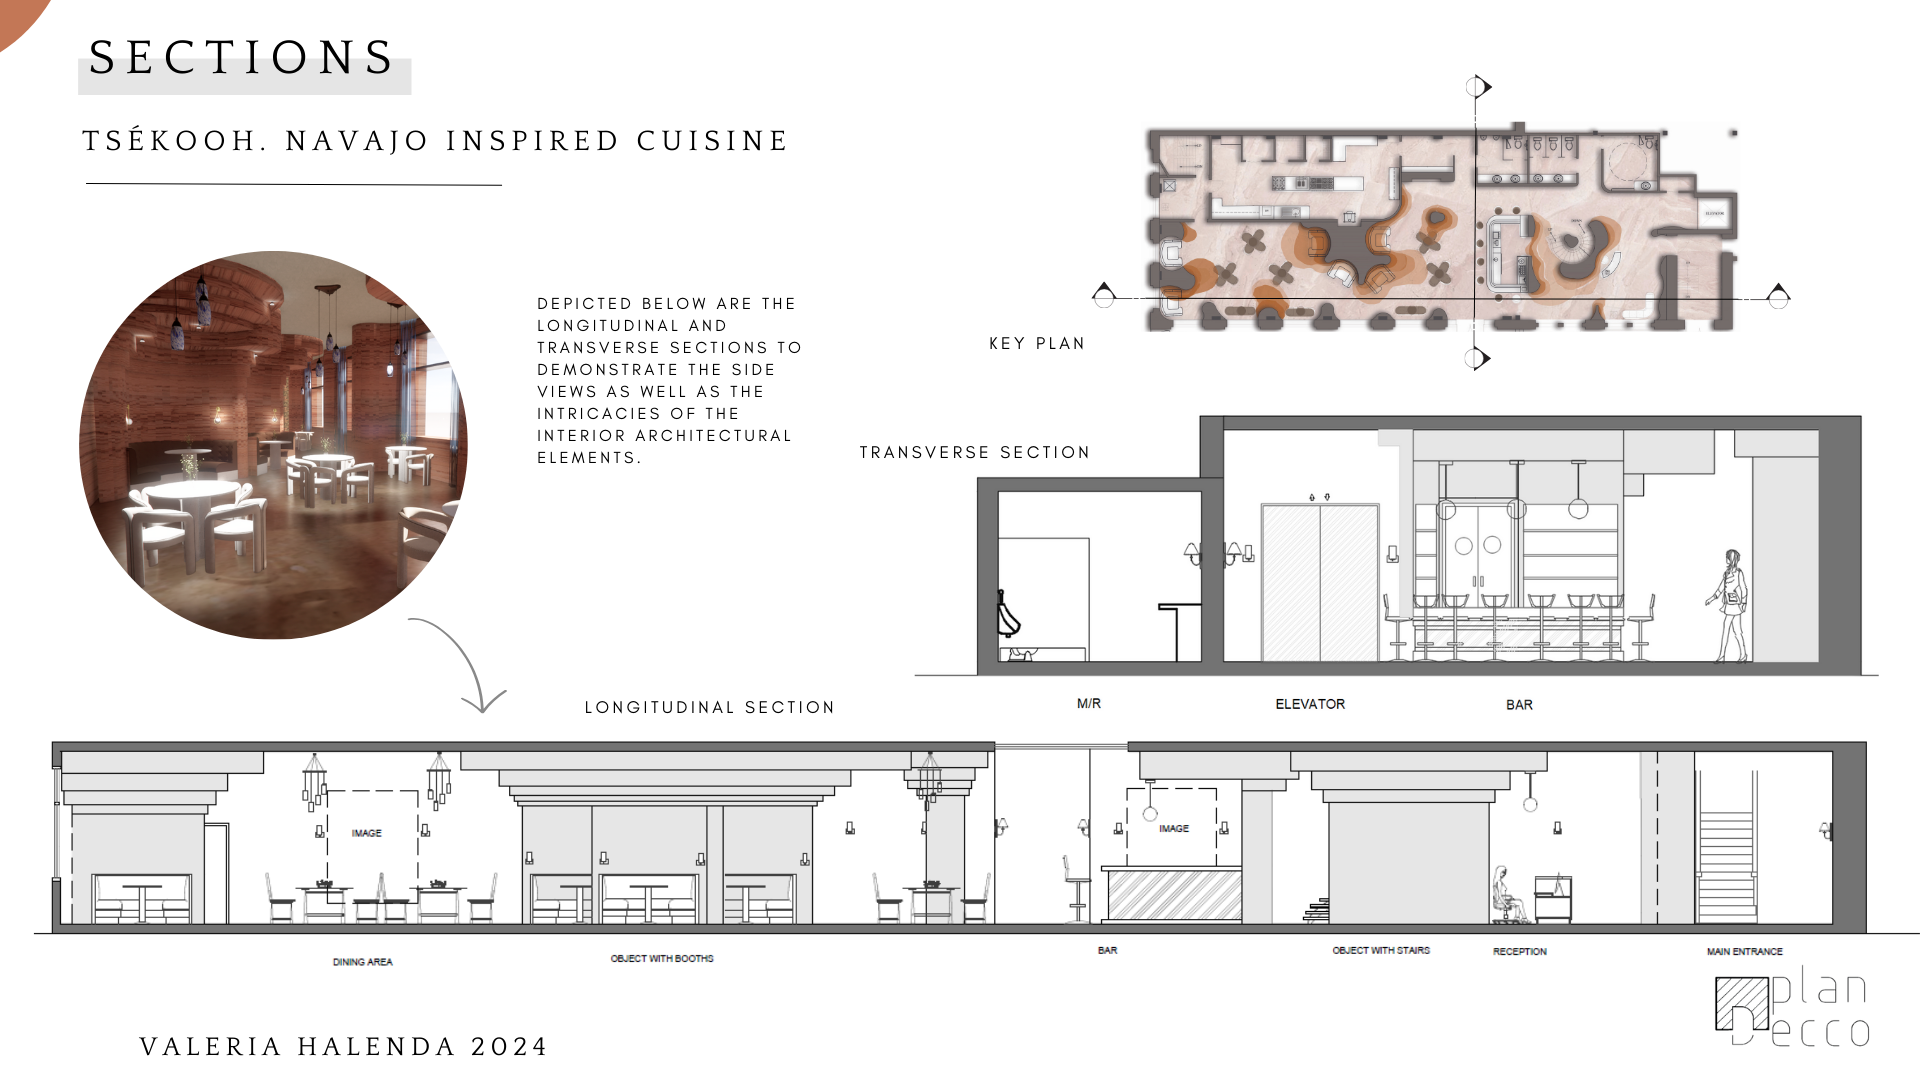 SECTIONS
TSÉKOOH. NAVAJO INSPIRED CUISINE
DEPICTED BELOW ARE THE
LONGITUDINAL AND
TRANSVERSE SECTIONS TO
DEMONSTRATE THE SIDE
VIEWS AS WELL AS THE
INTRICACIES OF THE
INTERIOR ARCHITECTURAL
ELEMENTS.
KEY PLAN
TRANSVERSE SECTION
M/R
ELEVATOR
BAR
LONGITUDINAL SECTION
IMAGE
IMAGE
DINING AREA
OBJECT WITH BOOTHS
BAR
OBJECT WITH STAIRS
RECEPTION
MAIN ENTRANCE
plan
Decco
VALERIA HALENDA 2024